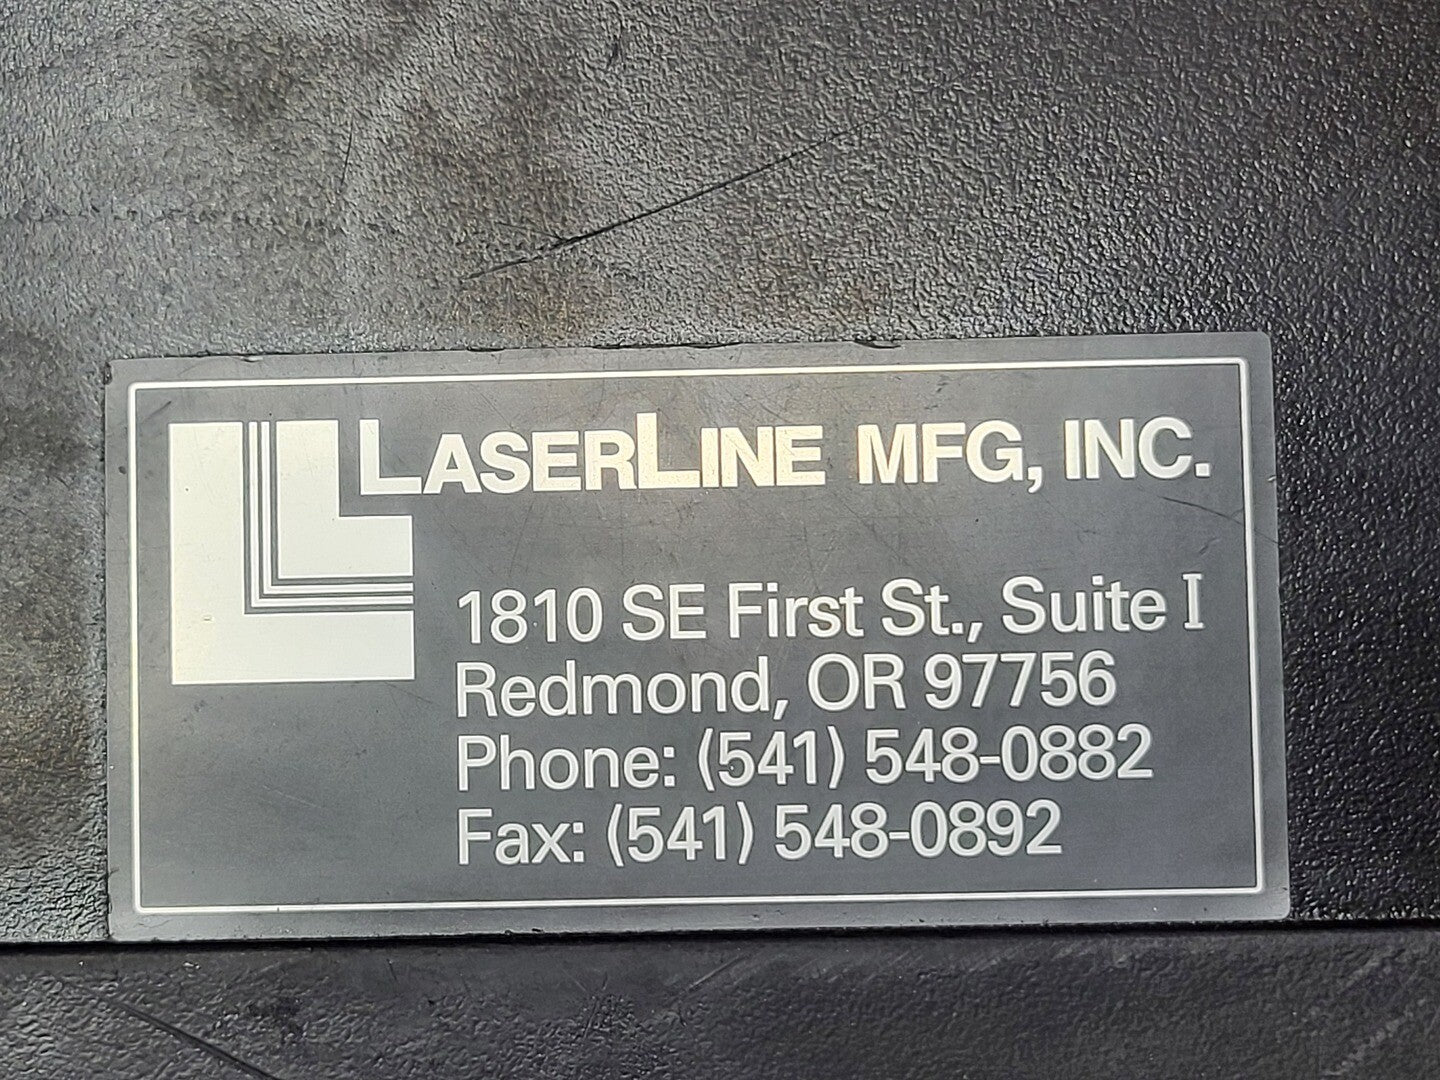 LASERLINE MFG, INC.
1810 SE First St., Suite I
Redmond, OR 97756
Phone: (541) 548-0882
Fax: (541) 548-0892